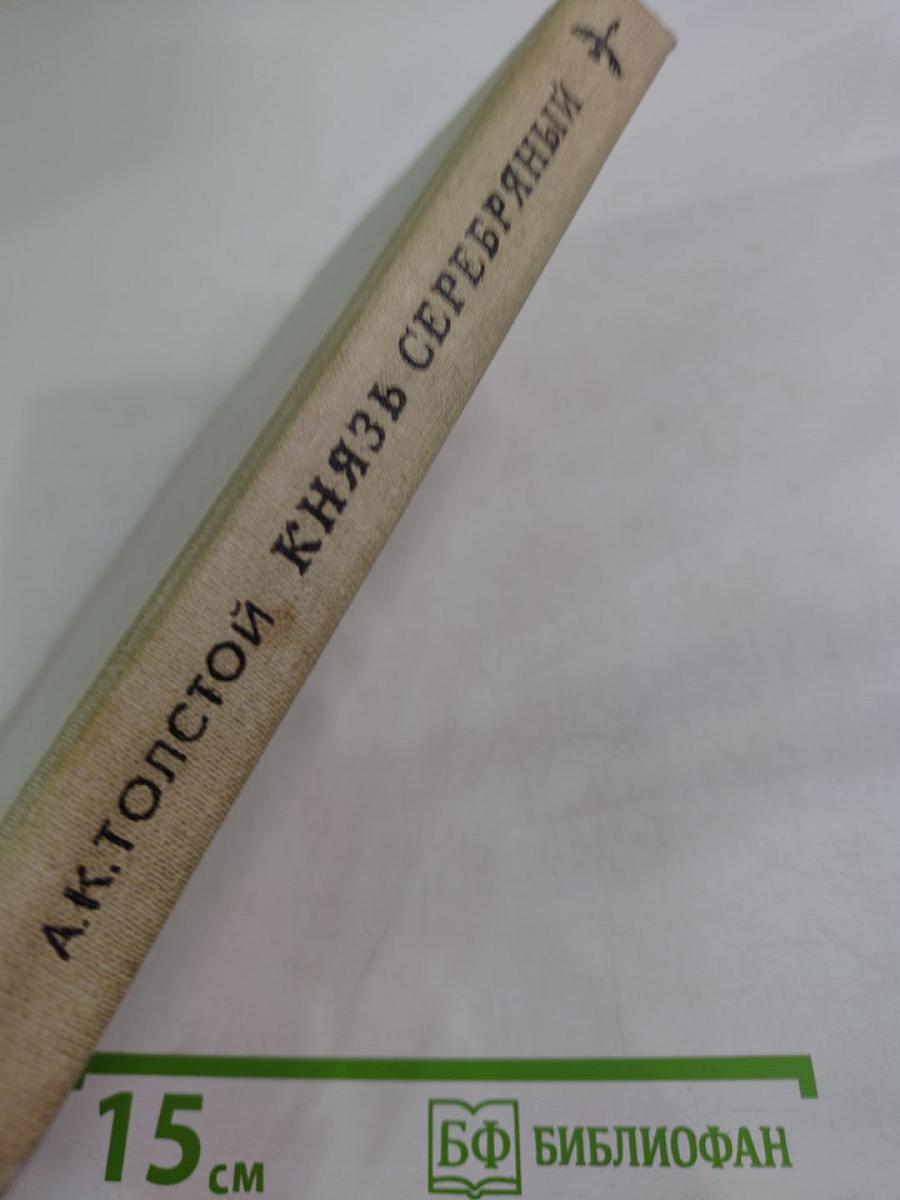 А.К.ТОЛСТОЙ КНЯЗЬ СЕРЕБРЯНЫЙ
15 см
БФ БИБЛИОФАН